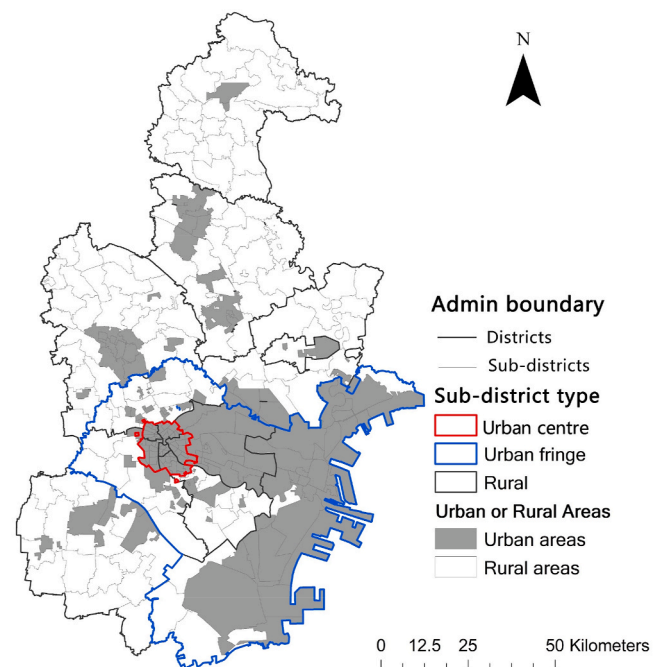 N
Admin boundary
Districts
Sub-districts
Sub-district type
Urban centre
Urban fringe
Rural
Urban or Rural Areas
Urban areas
Rural areas
0 12.5 25 50 Kilometers